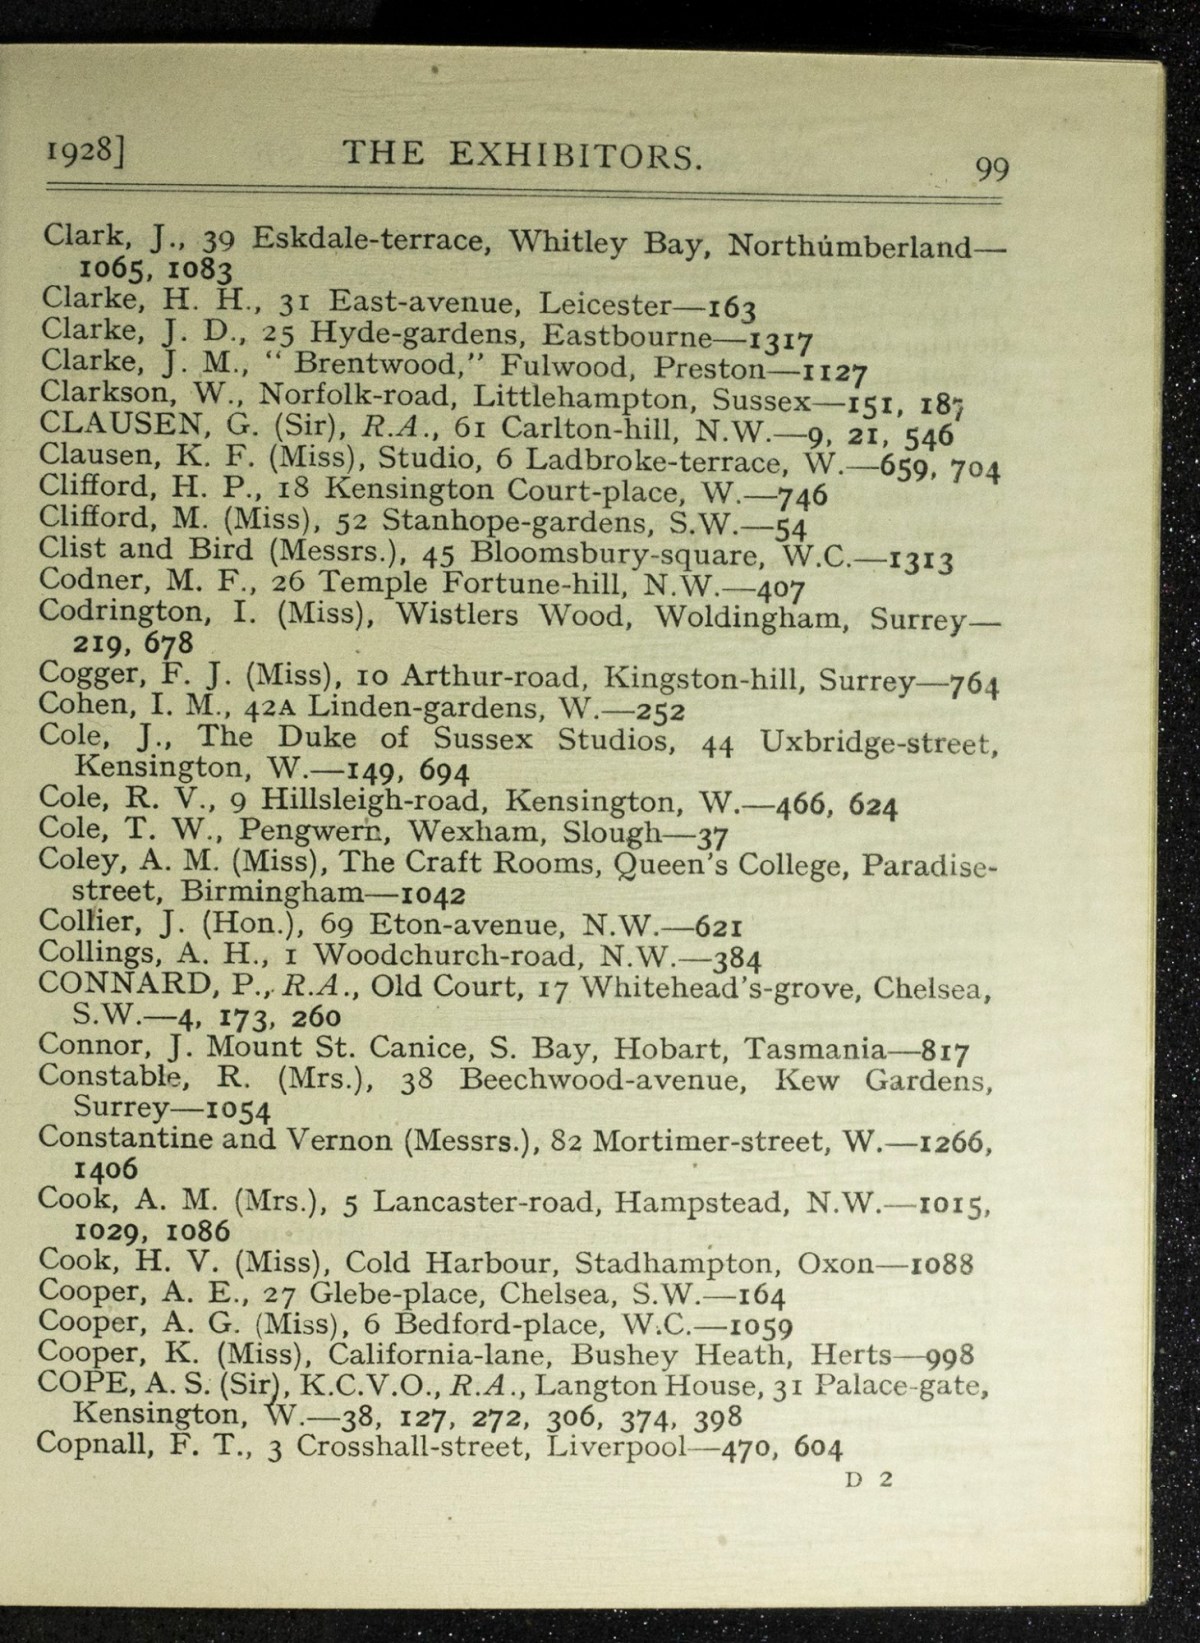 1928] THE EXHIBITORS. 99
Clark, J., 39 Eskdale-terrace, Whitley Bay, Northumberland—
1065, 1083
Clarke, H. H., 31 East-avenue, Leicester—163
Clarke, J. D., 25 Hyde-gardens, Eastbourne—1317
Clarke, J. M., “ Brentwood,” Fulwood, Preston—1127
Clarkson, W., Norfolk-road, Littlehampton, Sussex—151, 187
CLAUSEN, G. (Sir), R.A., 61 Carlton-hill, N.W.—9, 21, 546
Clausen, K. F. (Miss), Studio, 6 Ladbroke-terrace, W.—659, 704
Clifford, H. P., 18 Kensington Court-place, W.—746
Clifford, M. (Miss), 52 Stanhope-gardens, S.W.—54
Clist and Bird (Messrs.), 45 Bloomsbury-square, W.C.—1313
Codner, M. F., 26 Temple Fortune-hill, N.W.—407
Codrington, I. (Miss), Wistlers Wood, Woldingham, Surrey—
219, 678
Cogger, F. J. (Miss), 10 Arthur-road, Kingston-hill, Surrey—764
Cohen, I. M., 42A Linden-gardens, W.—252
Cole, J., The Duke of Sussex Studios, 44 Uxbridge-street,
Kensington, W.—149, 694
Cole, R. V., 9 Hillsleigh-road, Kensington, W.—466, 624
Cole, T. W., Pengwern, Wexham, Slough—37
Coley, A. M. (Miss), The Craft Rooms, Queen's College, Paradise-
street, Birmingham—1042
Collier, J. (Hon.), 69 Eton-avenue, N.W.—621
Collings, A. H., 1 Woodchurch-road, N.W.—384
CONNARD, P., R.A., Old Court, 17 Whitehead's-grove, Chelsea,
S.W.—4, 173, 260
Connor, J. Mount St. Canice, S. Bay, Hobart, Tasmania—817
Constable, R. (Mrs.), 38 Beechwood-avenue, Kew Gardens,
Surrey—1054
Constantine and Vernon (Messrs.), 82 Mortimer-street, W.—1266,
1406
Cook, A. M. (Mrs.), 5 Lancaster-road, Hampstead, N.W.—1015,
1029, 1086
Cook, H. V. (Miss), Cold Harbour, Stadhampton, Oxon—1088
Cooper, A. E., 27 Glebe-place, Chelsea, S.W.—164
Cooper, A. G. (Miss), 6 Bedford-place, W.C.—1059
Cooper, K. (Miss), California-lane, Bushey Heath, Herts—998
COPE, A. S. (Sir), K.C.V.O., R.A., Langton House, 31 Palace-gate,
Kensington, W.—38, 127, 272, 306, 374, 398
Copnall, F. T., 3 Crosshall-street, Liverpool—470, 604
D 2